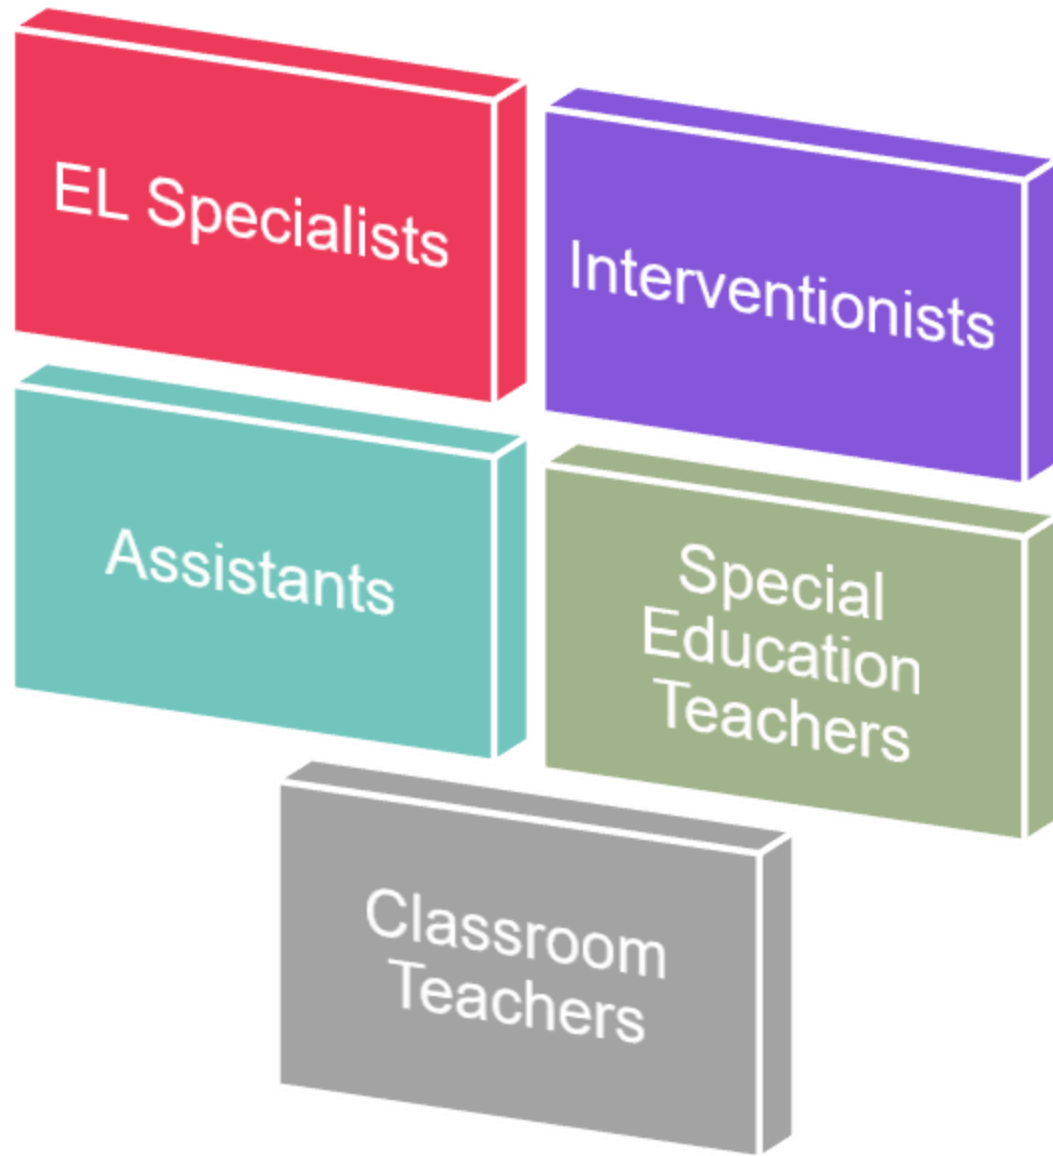 EL Specialists
Interventionists
Assistants
Special
Education
Teachers
Classroom
Teachers